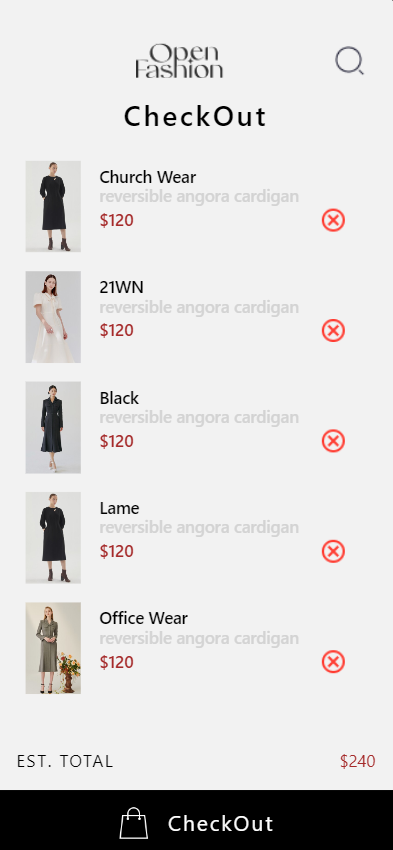 Open
Fashion
CheckOut
Church Wear
reversible angora cardigan
$120
21WN
reversible angora cardigan
$120
Black
reversible angora cardigan
$120
Lame
reversible angora cardigan
$120
Office Wear
reversible angora cardigan
$120
EST. TOTAL $240
CheckOut